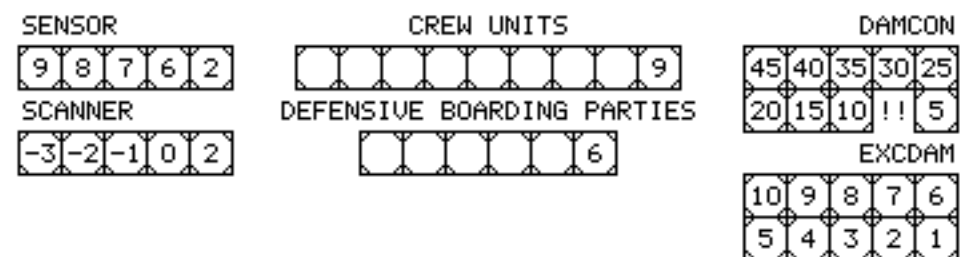 SENSOR
9 8 7 6 2
SCANNER
-3 -2 -1 0 2
CREW UNITS
9
DEFENSIVE BOARDING PARTIES
6
DAMCON
45 40 35 30 25
20 15 10 !! 5
EXCDAM
10 9 8 7 6
5 4 3 2 1